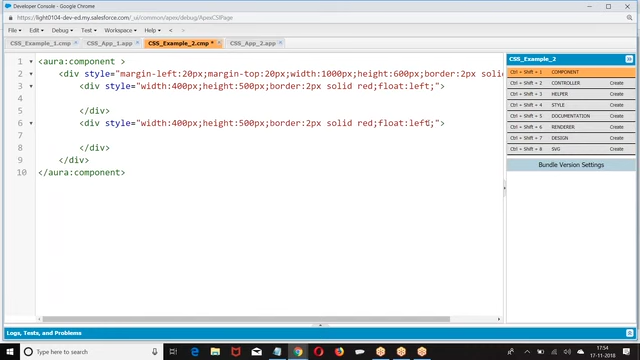 Developer Console - Google Chrome
https://light0104-dev-ed.my.salesforce.com/_ui/common/apex/debug/ApexCSIPage
File Edit Debug Test Workspace Help < >
CSS_Example_1.cmp CSS_App_1.app CSS_Example_2.cmp CSS_App_2.app
1 <aura:component >
2 <div style="margin-left:20px;margin-top:20px;width:1000px;height:600px;border:2px solid
3 <div style="width:400px;height:500px;border:2px solid red;float:left;">
4
5 </div>
6 <div style="width:400px;height:500px;border:2px solid red;float:left;">
7
8 </div>
9 </div>
10 </aura:component>
CSS_Example_2
Ctrl + Shift + 1 COMPONENT
Ctrl + Shift + 2 CONTROLLER Create
Ctrl + Shift + 3 HELPER Create
Ctrl + Shift + 4 STYLE Create
Ctrl + Shift + 5 DOCUMENTATION Create
Ctrl + Shift + 6 RENDERER Create
Ctrl + Shift + 7 DESIGN Create
Ctrl + Shift + 8 SVG Create
Bundle Version Settings
Logs, Tests, and Problems
Type here to search
17:54
17-11-2018